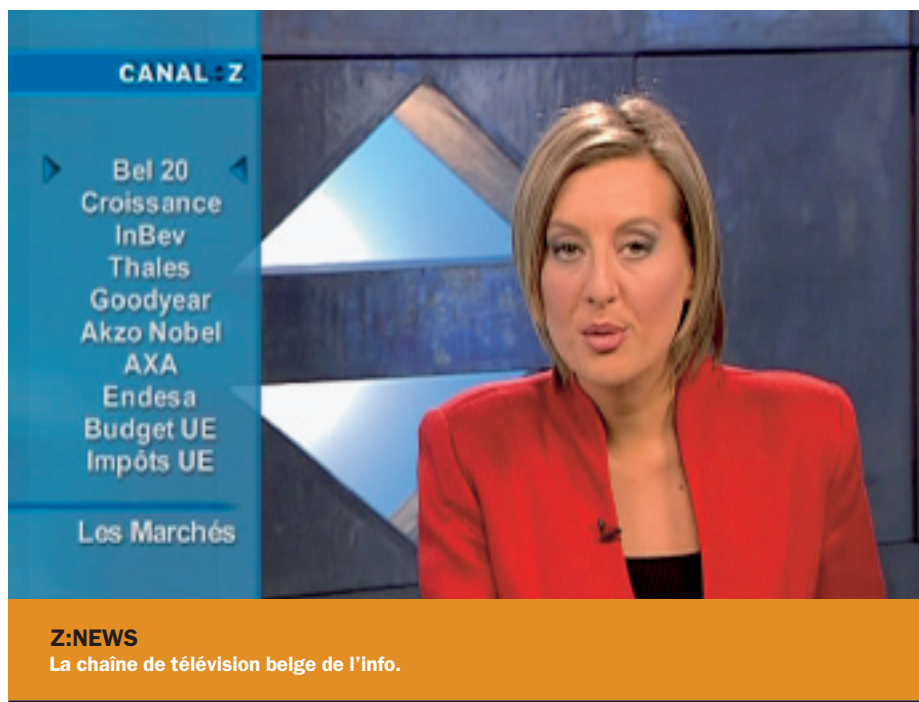 CANAL:Z
Bel 20
Croissance
InBev
Thales
Goodyear
Akzo Nobel
AXA
Endesa
Budget UE
Impôts UE
Les Marchés
Z:NEWS
La chaîne de télévision belge de l'info.